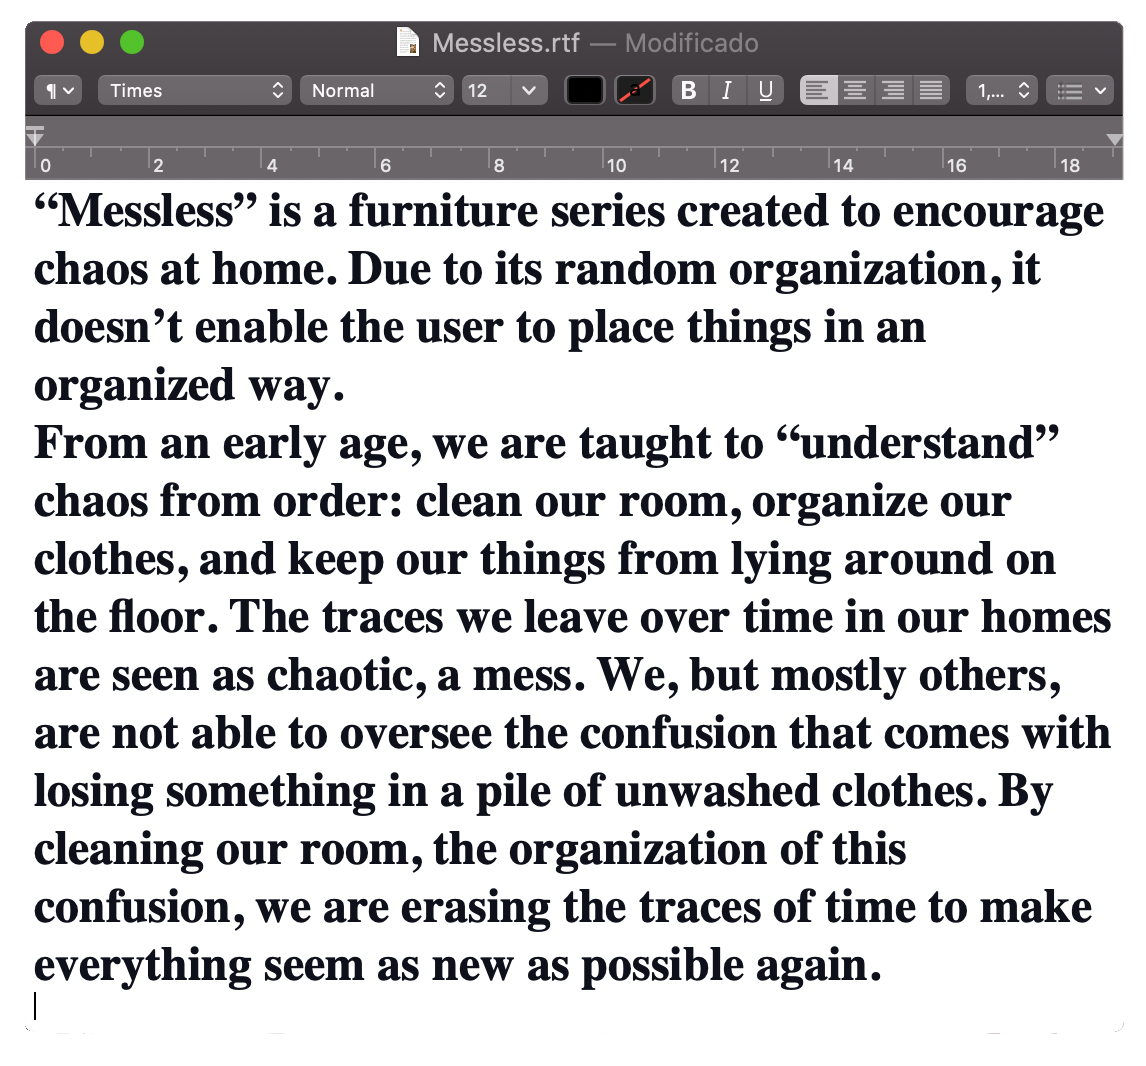 Messless.rtf — Modificado
¶ Times Normal 12 a B I U 1,...
0 2 4 6 8 10 12 14 16 18
“Messless” is a furniture series created to encourage
chaos at home. Due to its random organization, it
doesn’t enable the user to place things in an
organized way.
From an early age, we are taught to “understand”
chaos from order: clean our room, organize our
clothes, and keep our things from lying around on
the floor. The traces we leave over time in our homes
are seen as chaotic, a mess. We, but mostly others,
are not able to oversee the confusion that comes with
losing something in a pile of unwashed clothes. By
cleaning our room, the organization of this
confusion, we are erasing the traces of time to make
everything seem as new as possible again.